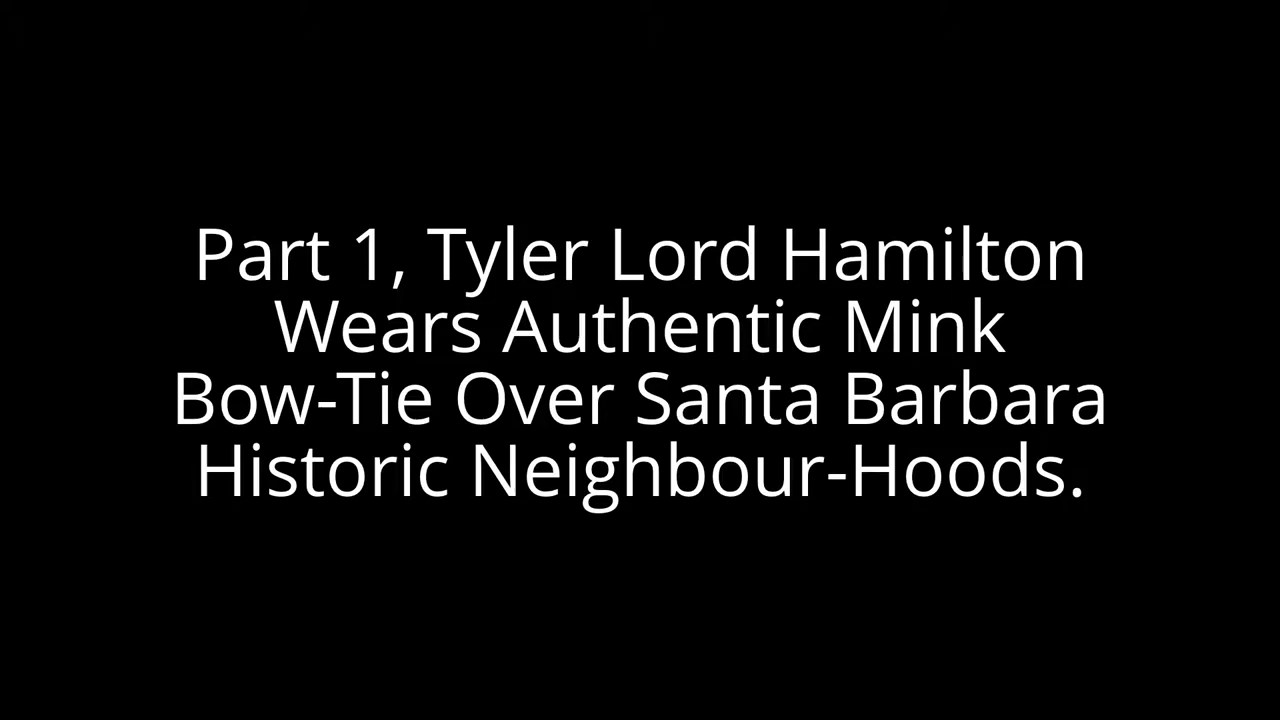 Part 1, Tyler Lord Hamilton
Wears Authentic Mink
Bow-Tie Over Santa Barbara
Historic Neighbour-Hoods.